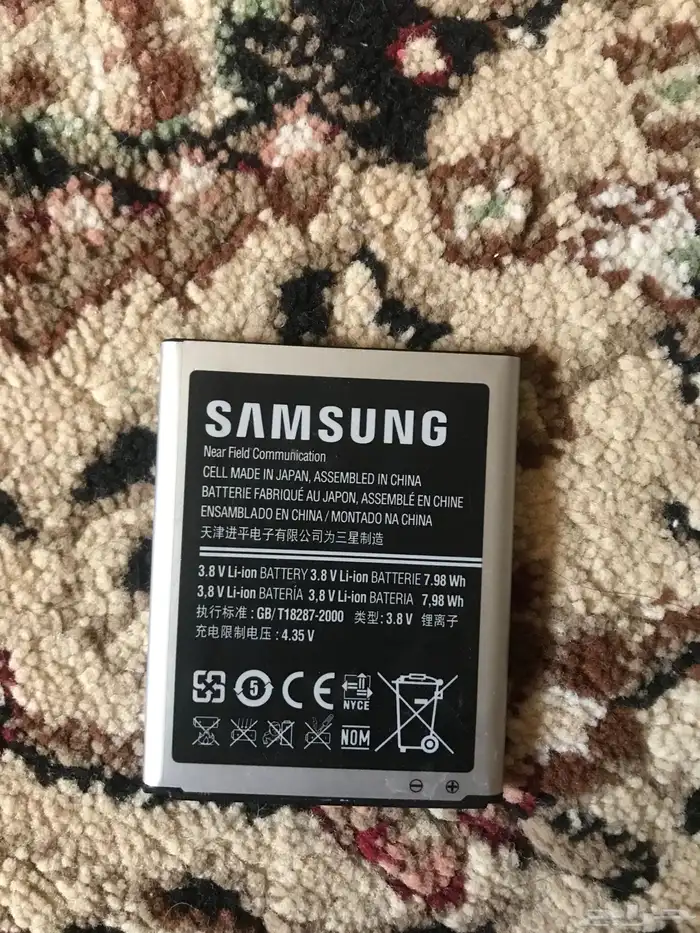 SAMSUNG
Near Field Communication
CELL MADE IN JAPAN, ASSEMBLED IN CHINA
BATTERIE FABRIQUÉ AU JAPON, ASSEMBLÉ EN CHINE
ENSAMBLADO EN CHINA / MONTADO NA CHINA
天津进平电子有限公司为三星制造
3.8 V Li-ion BATTERY 3.8 V Li-ion BATTERIE 7.98 Wh
3,8 V Li-ion BATERÍA 3,8 V Li-ion BATERIA 7,98 Wh
执行标准 : GB/T18287-2000 类型: 3.8 V 锂离子
充电限制电压 : 4.35 V
5 CE NYCE
NOM